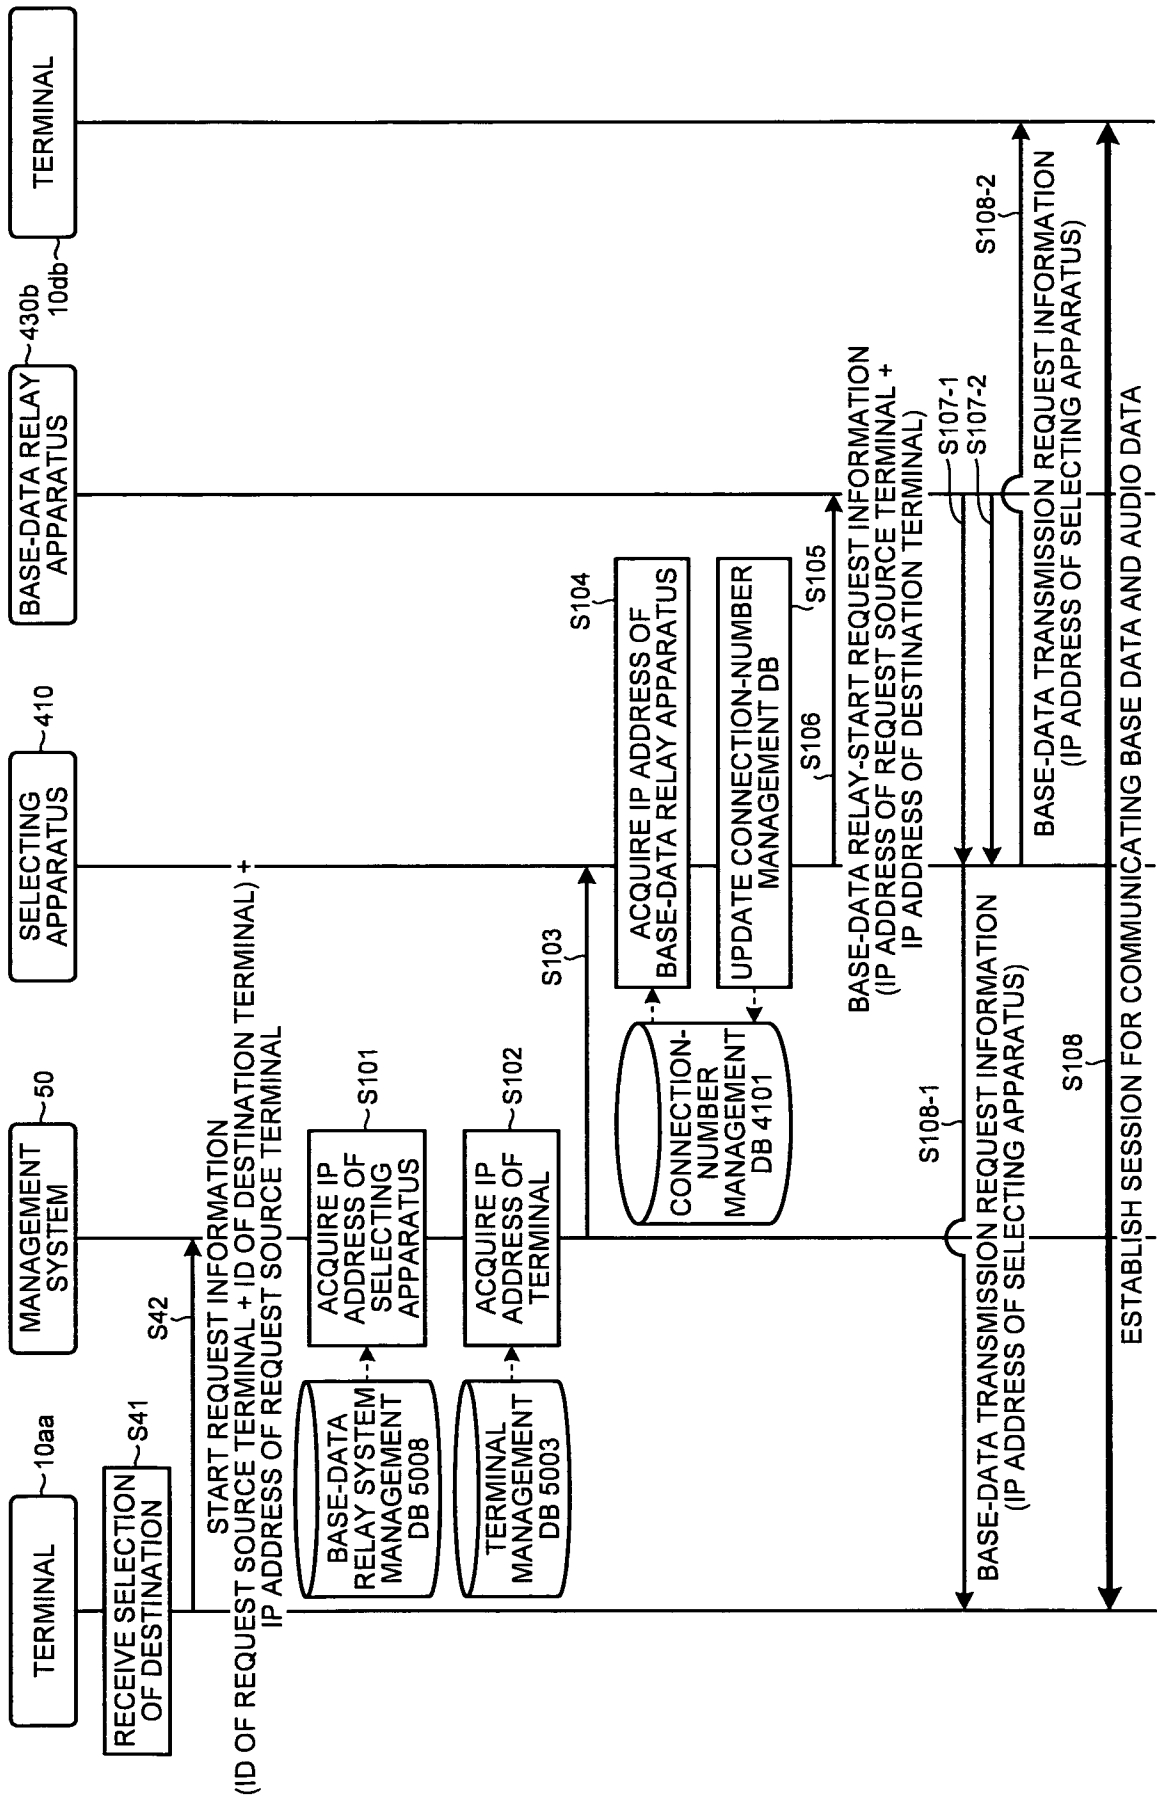 TERMINAL
10aa
MANAGEMENT
SYSTEM
50
SELECTING
APPARATUS
410
BASE-DATA RELAY
APPARATUS
430b
TERMINAL
10db
RECEIVE SELECTION
OF DESTINATION
S41
S42
START REQUEST INFORMATION
(ID OF REQUEST SOURCE TERMINAL + ID OF DESTINATION TERMINAL) +
IP ADDRESS OF REQUEST SOURCE TERMINAL
BASE-DATA
RELAY SYSTEM
MANAGEMENT
DB 5008
ACQUIRE IP
ADDRESS OF
SELECTING
APPARATUS
S101
TERMINAL
MANAGEMENT
DB 5003
ACQUIRE IP
ADDRESS OF
TERMINAL
S102
S103
CONNECTION-
NUMBER
MANAGEMENT
DB 4101
ACQUIRE IP ADDRESS OF
BASE-DATA RELAY APPARATUS
S104
UPDATE CONNECTION-NUMBER
MANAGEMENT DB
S105
S106
BASE-DATA RELAY-START REQUEST INFORMATION
(IP ADDRESS OF REQUEST SOURCE TERMINAL +
IP ADDRESS OF DESTINATION TERMINAL)
S107-1
S107-2
S108-1
BASE-DATA TRANSMISSION REQUEST INFORMATION
(IP ADDRESS OF SELECTING APPARATUS)
S108-2
BASE-DATA TRANSMISSION REQUEST INFORMATION
(IP ADDRESS OF SELECTING APPARATUS)
S108
ESTABLISH SESSION FOR COMMUNICATING BASE DATA AND AUDIO DATA